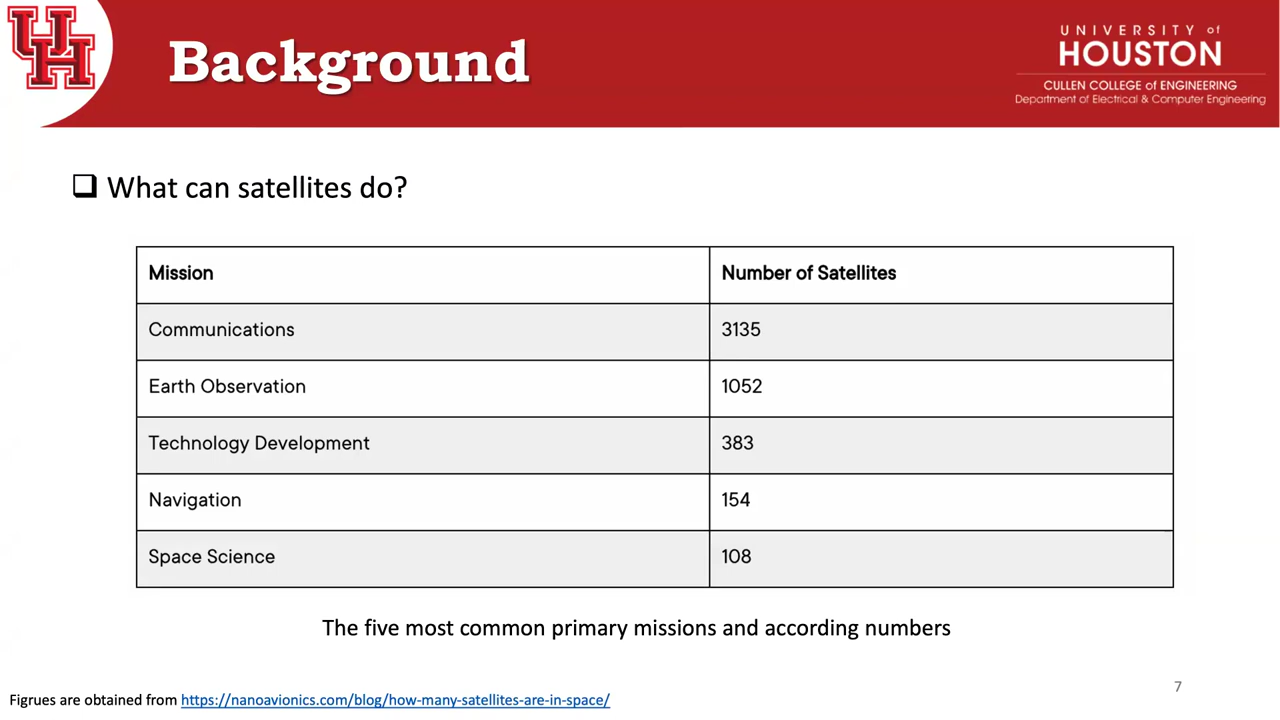 UH
Background
UNIVERSITY of
HOUSTON
CULLEN COLLEGE of ENGINEERING
Department of Electrical & Computer Engineering
What can satellites do?
Mission Number of Satellites
Communications 3135
Earth Observation 1052
Technology Development 383
Navigation 154
Space Science 108
The five most common primary missions and according numbers
7
Figrues are obtained from https://nanoavionics.com/blog/how-many-satellites-are-in-space/